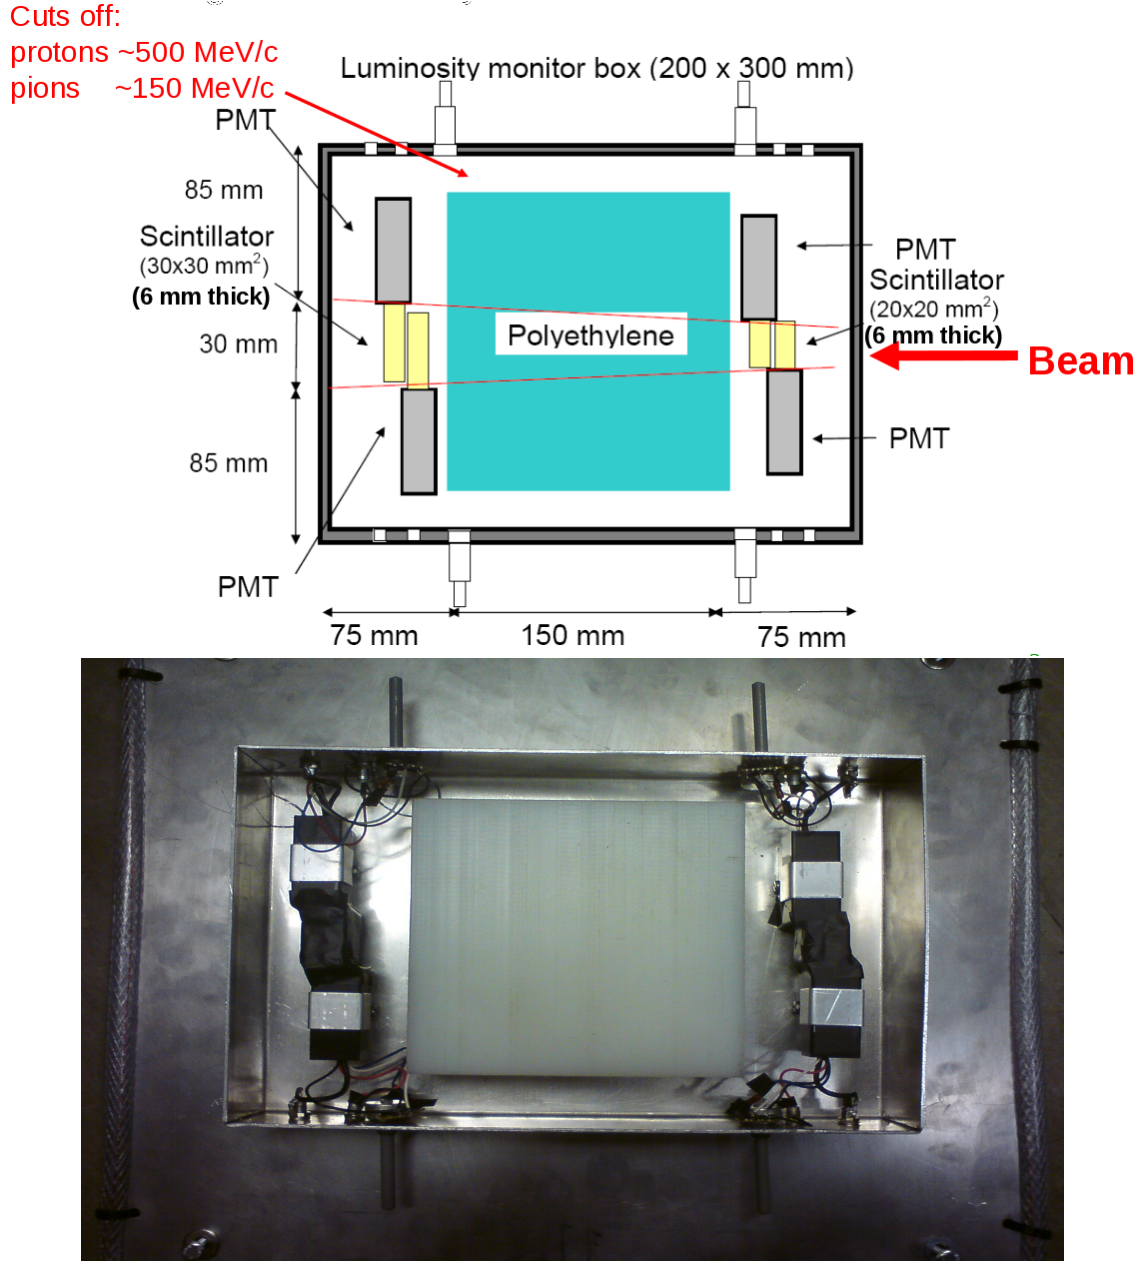 Cuts off:
protons ~500 MeV/c
pions ~150 MeV/c
Luminosity monitor box (200 x 300 mm)
PMT
85 mm
Scintillator
(30x30 mm²)
(6 mm thick)
30 mm
85 mm
PMT
Polyethylene
PMT
Scintillator
(20x20 mm²)
(6 mm thick)
Beam
PMT
75 mm
150 mm
75 mm